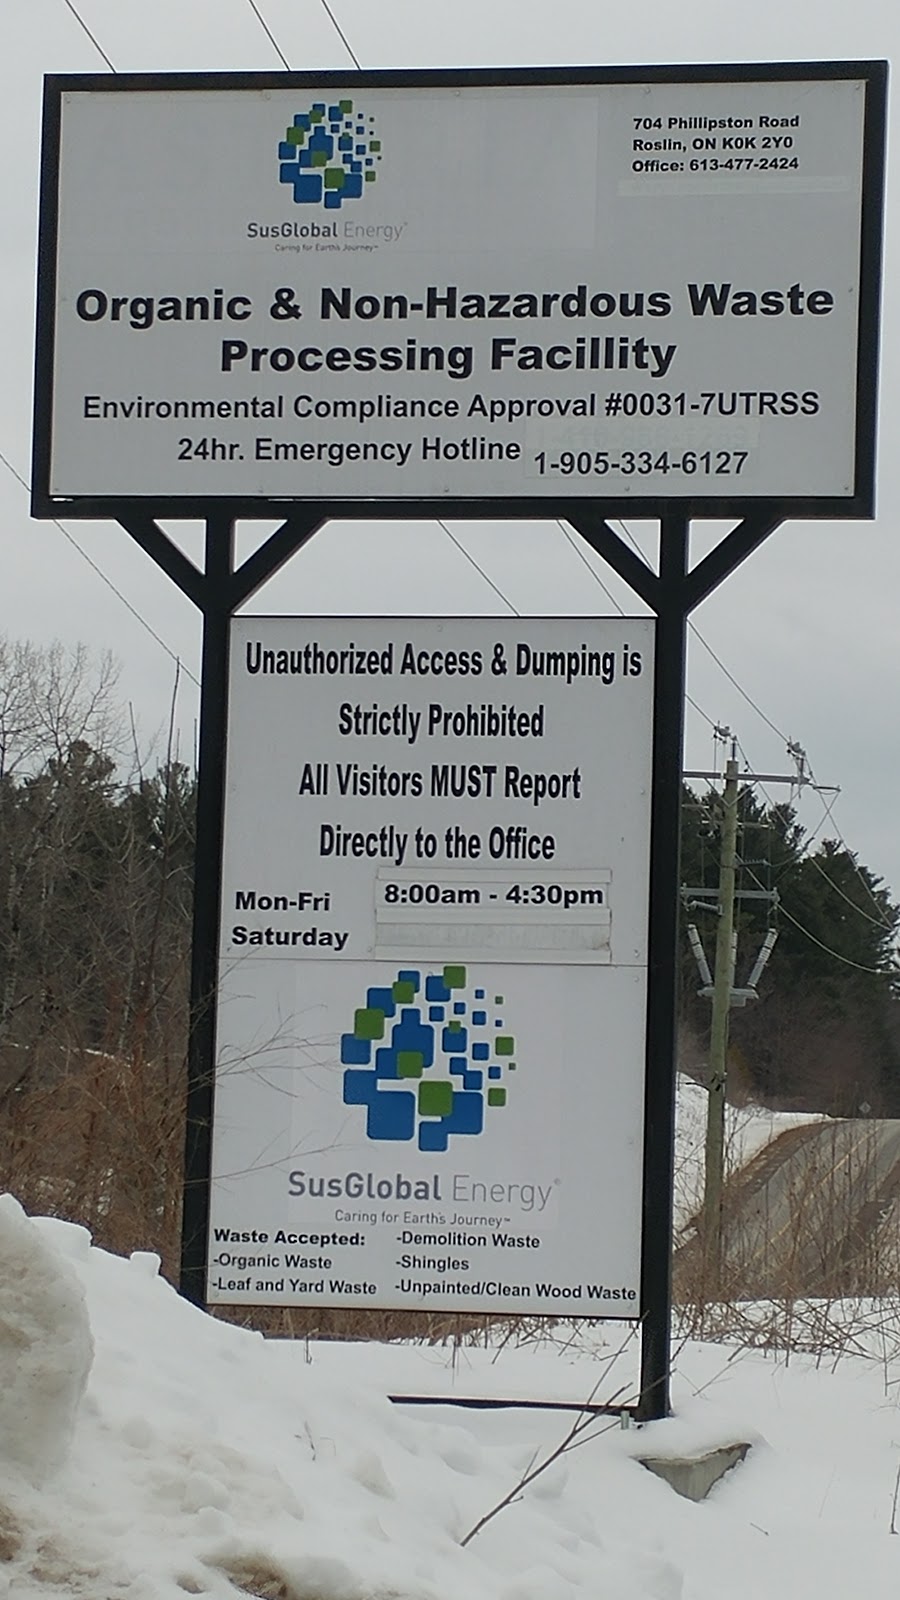 704 Phillipston Road
Roslin, ON K0K 2Y0
Office: 613-477-2424
SusGlobal Energy®
Caring for Earth's Journey™
Organic & Non-Hazardous Waste
Processing Facillity
Environmental Compliance Approval #0031-7UTRSS
24hr. Emergency Hotline 1-905-334-6127
Unauthorized Access & Dumping is
Strictly Prohibited
All Visitors MUST Report
Directly to the Office
Mon-Fri 8:00am - 4:30pm
Saturday
SusGlobal Energy®
Caring for Earth's Journey™
Waste Accepted: -Demolition Waste
-Organic Waste -Shingles
-Leaf and Yard Waste -Unpainted/Clean Wood Waste